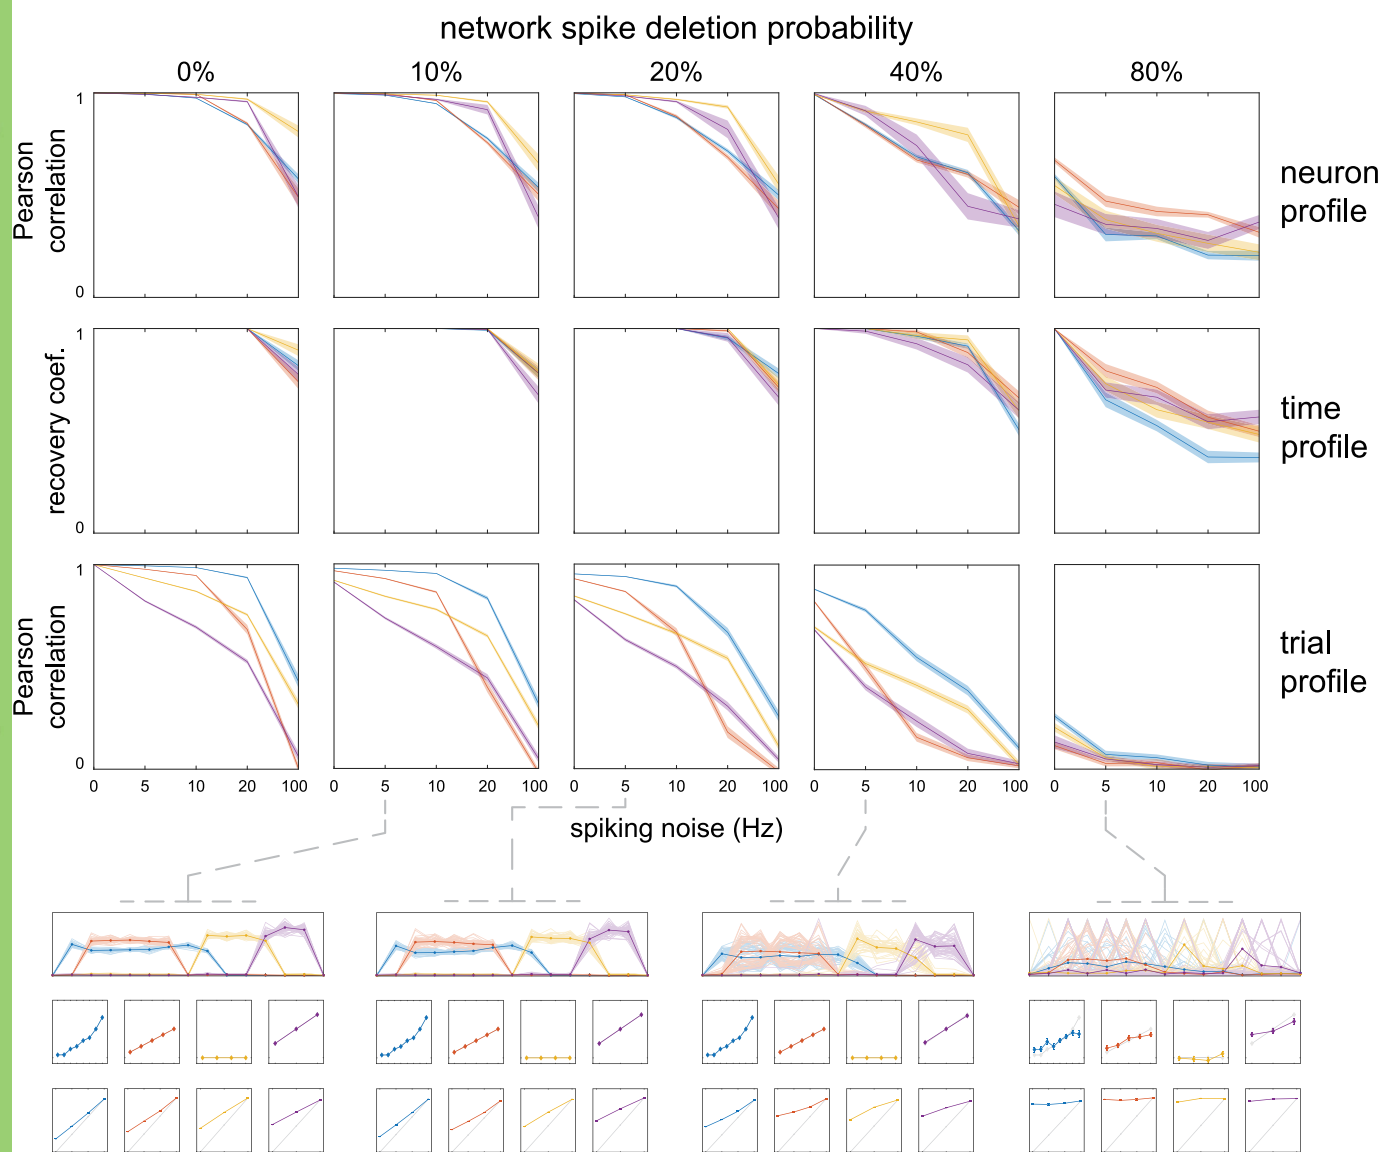 network spike deletion probability
0% 10% 20% 40% 80%
1
Pearson
correlation
0
neuron
profile
1
recovery coef.
0
time
profile
1
Pearson
correlation
0
trial
profile
0 5 10 20 100 0 5 10 20 100 0 5 10 20 100 0 5 10 20 100 0 5 10 20 100
spiking noise (Hz)